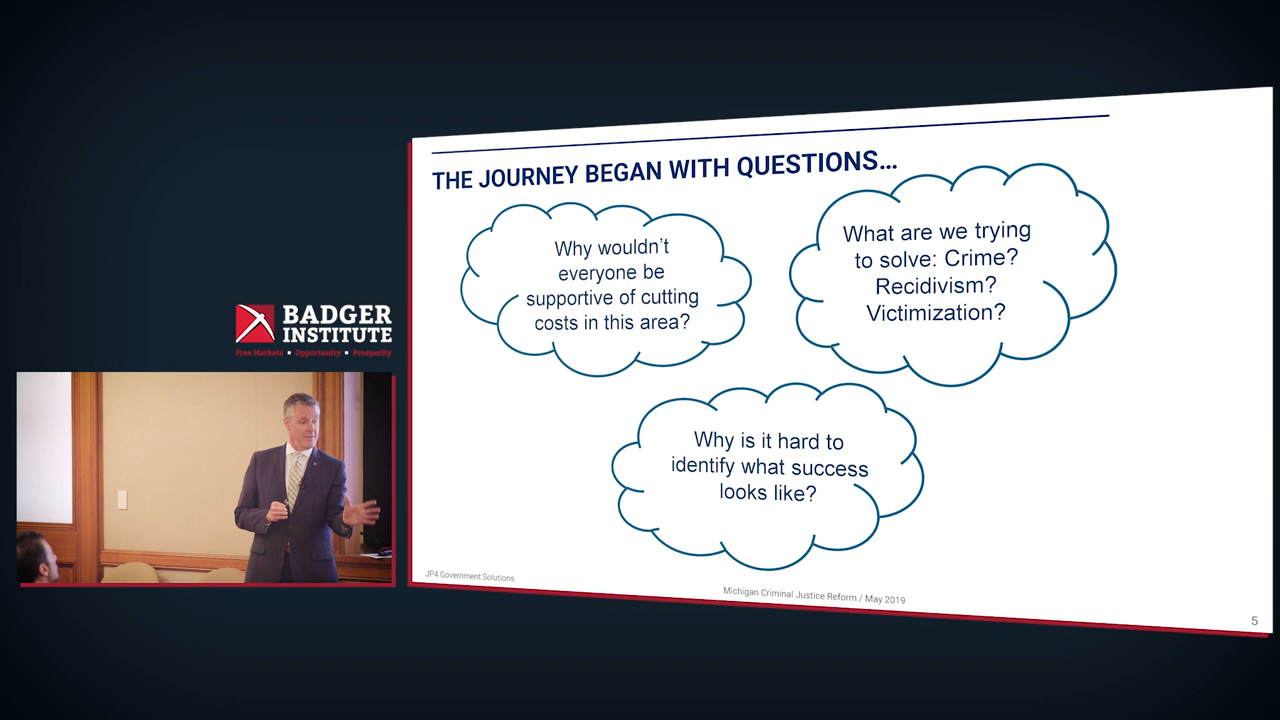 THE JOURNEY BEGAN WITH QUESTIONS...
Why wouldn't
everyone be
supportive of cutting
costs in this area?
What are we trying
to solve: Crime?
Recidivism?
Victimization?
Why is it hard to
identify what success
looks like?
BADGER
INSTITUTE
Free Markets ▪ Opportunity ▪ Prosperity
JP4 Government Solutions
Michigan Criminal Justice Reform / May 2019
5